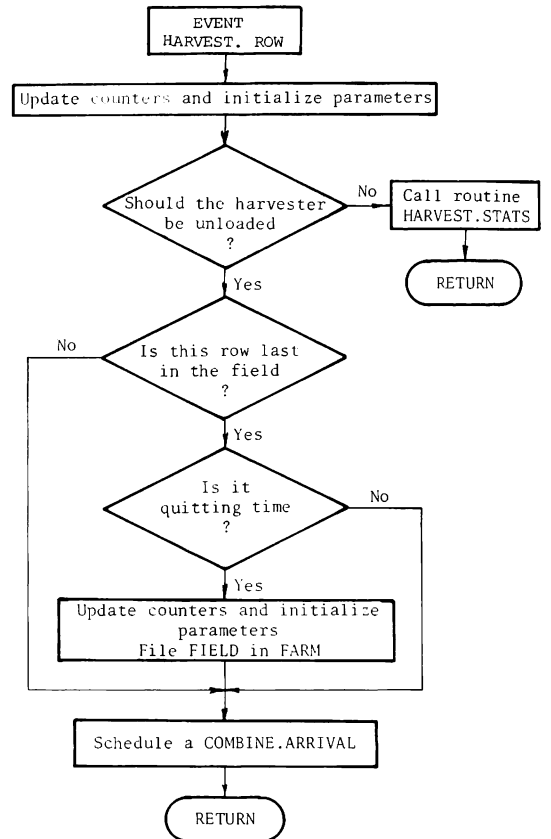 EVENT
HARVEST. ROW
Update counters and initialize parameters
Should the harvester
be unloaded
?
No
Call routine
HARVEST.STATS
RETURN
Yes
Is this row last
in the field
?
No
Yes
Is it
quitting time
?
No
Yes
Update counters and initialize
parameters
File FIELD in FARM
Schedule a COMBINE.ARRIVAL
RETURN